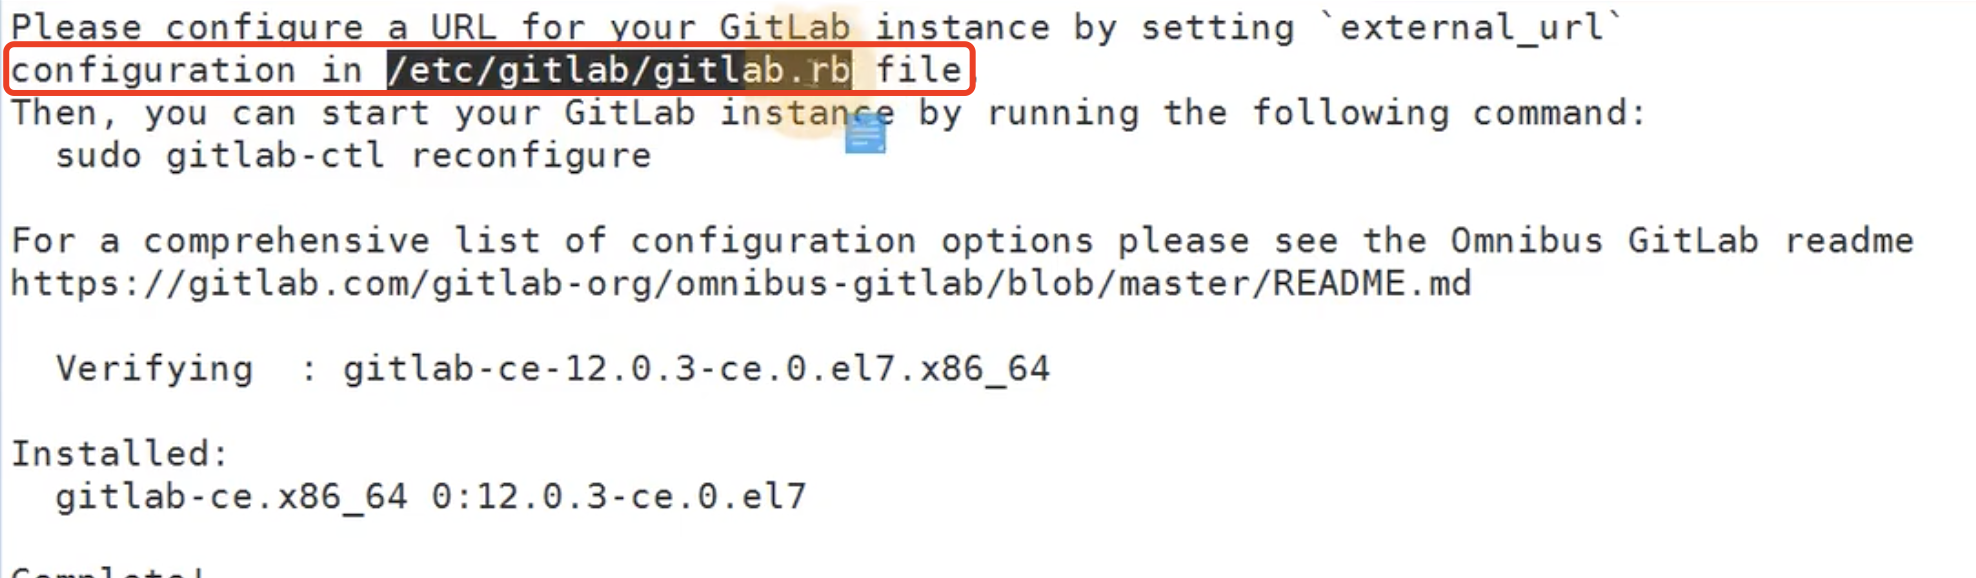 Please configure a URL for your GitLab instance by setting `external_url`
configuration in /etc/gitlab/gitlab.rb file.
Then, you can start your GitLab instance by running the following command:
  sudo gitlab-ctl reconfigure
For a comprehensive list of configuration options please see the Omnibus GitLab readme
https://gitlab.com/gitlab-org/omnibus-gitlab/blob/master/README.md
  Verifying  : gitlab-ce-12.0.3-ce.0.el7.x86_64
Installed:
  gitlab-ce.x86_64 0:12.0.3-ce.0.el7
Complete!